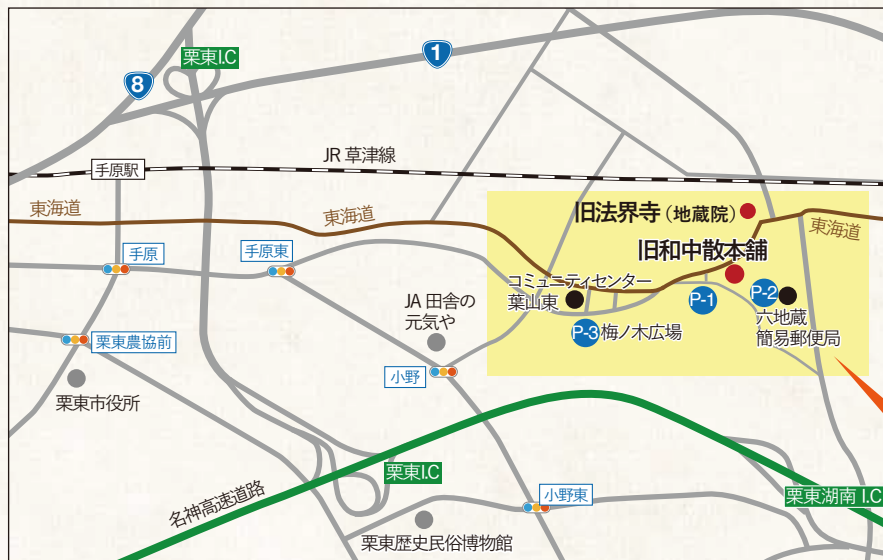 栗東I.C
1
8
JR 草津線
手原駅
東海道
東海道
旧法界寺（地蔵院）
東海道
手原
手原東
旧和中散本舗
コミュニティセンター
葉山東
P-1
P-2
六地蔵
簡易郵便局
P-3
梅ノ木広場
JA 田舎の
元気や
栗東農協前
小野
栗東市役所
栗東I.C
名神高速道路
小野東
栗東湖南 I.C
栗東歴史民俗博物館